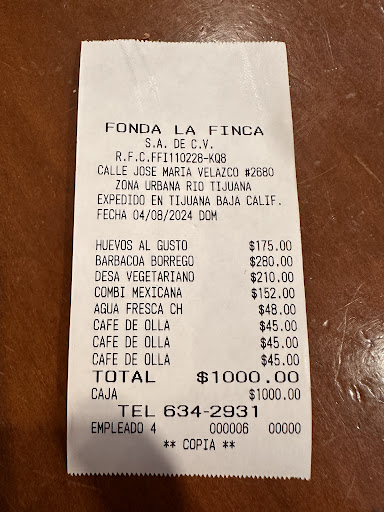 FONDA LA FINCA
S.A. DE C.V.
R.F.C.FFI110228-KQ8
CALLE JOSE MARIA VELAZCO #2680
ZONA URBANA RIO TIJUANA
EXPEDIDO EN TIJUANA BAJA CALIF.
FECHA 04/08/2024 DOM
HUEVOS AL GUSTO $175.00
BARBACOA BORREGO $280.00
DESA VEGETARIANO $210.00
COMBI MEXICANA $152.00
AGUA FRESCA CH $48.00
CAFE DE OLLA $45.00
CAFE DE OLLA $45.00
CAFE DE OLLA $45.00
TOTAL $1000.00
CAJA $1000.00
TEL 634-2931
EMPLEADO 4 000006 00000
** COPIA **